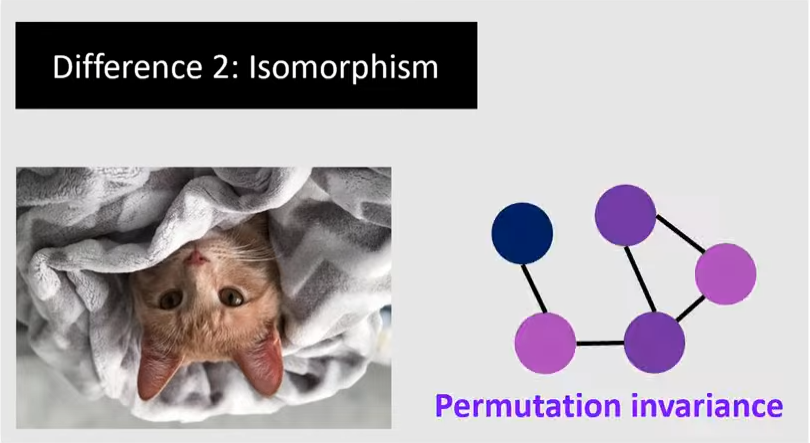 Difference 2: Isomorphism
Permutation invariance